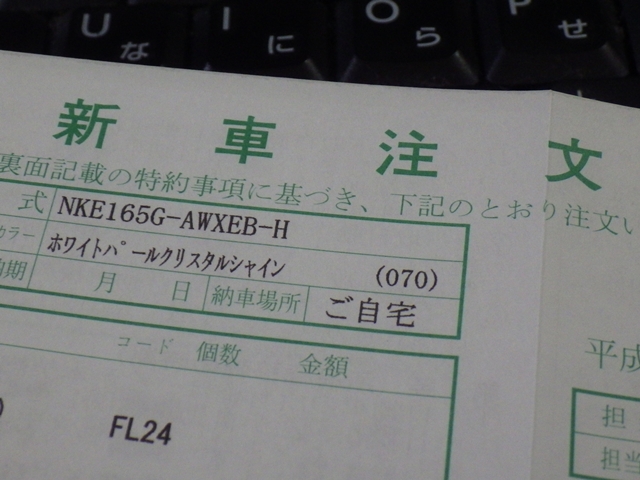 U な I に O ら P せ
新車注文
裏面記載の特約事項に基づき、下記のとおり注文い
式 NKE165G-AWXEB-H
カラー ホワイトパールクリスタルシャイン (070)
期 月 日 納車場所 ご自宅
コード 個数 金額
平成
担
FL24
担当